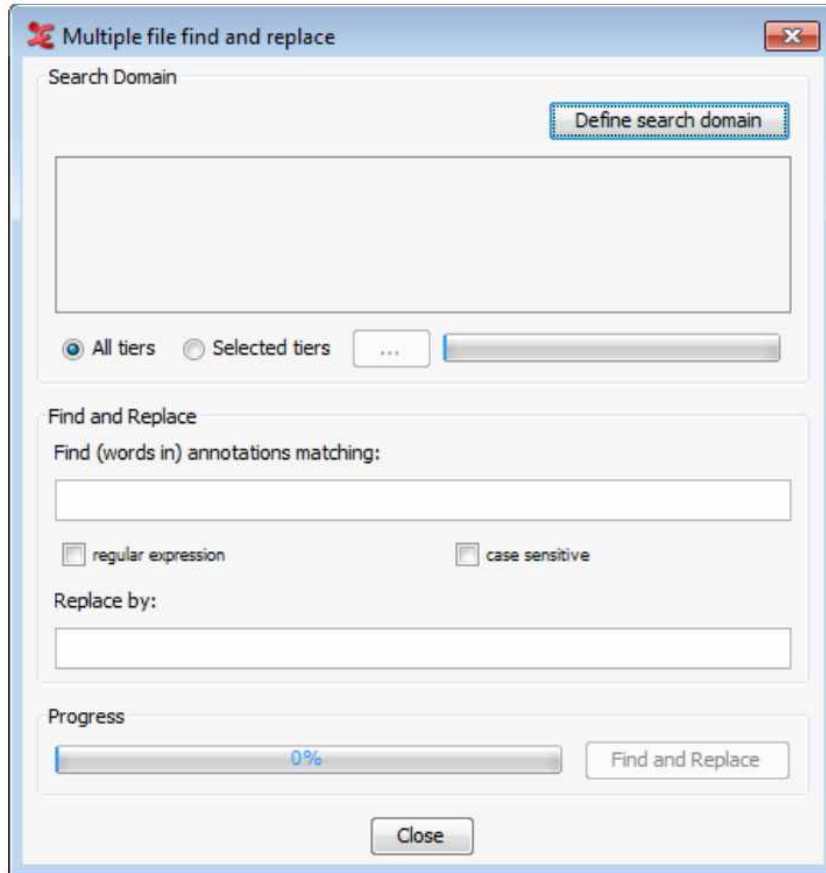 Multiple file find and replace
Search Domain
Define search domain
All tiers Selected tiers ...
Find and Replace
Find (words in) annotations matching:
regular expression case sensitive
Replace by:
Progress
0% Find and Replace
Close